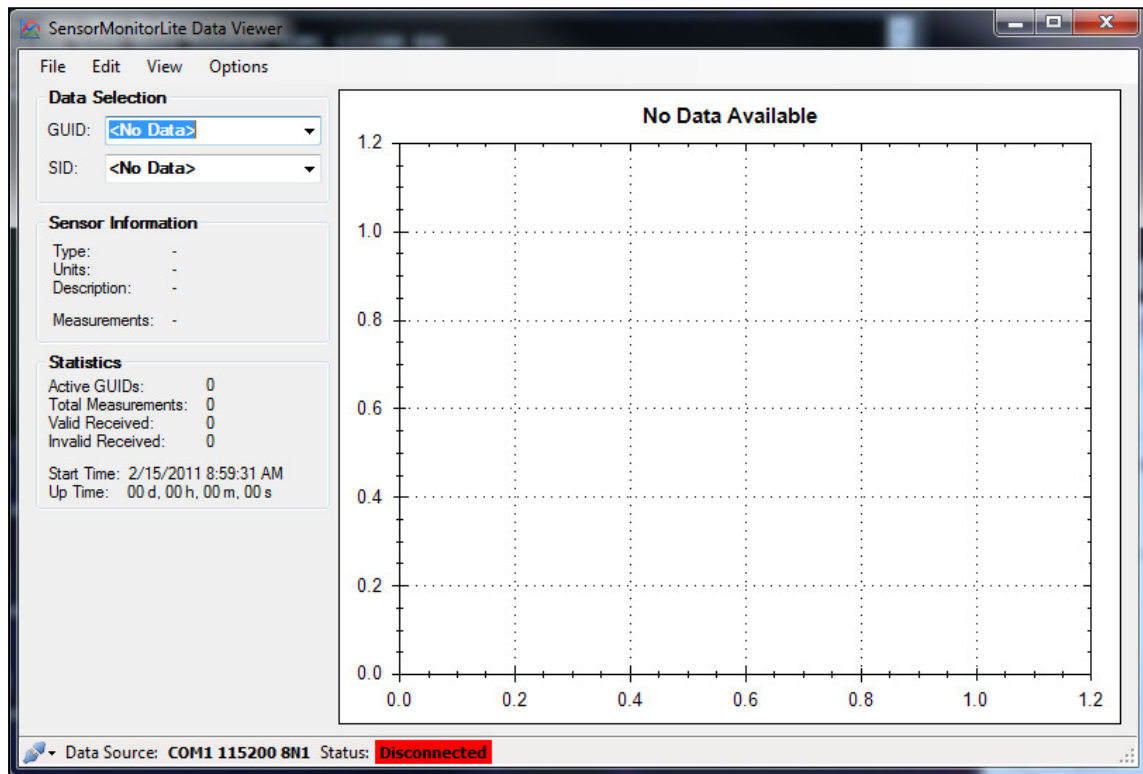 SensorMonitorLite Data Viewer
File Edit View Options
Data Selection
GUID: <No Data>
SID: <No Data>
Sensor Information
Type: -
Units: -
Description: -
Measurements: -
Statistics
Active GUIDs: 0
Total Measurements: 0
Valid Received: 0
Invalid Received: 0
Start Time: 2/15/2011 8:59:31 AM
Up Time: 00 d, 00 h, 00 m, 00 s
No Data Available
1.2
1.0
0.8
0.6
0.4
0.2
0.0
0.0 0.2 0.4 0.6 0.8 1.0 1.2
Data Source: COM1 115200 8N1 Status: Disconnected